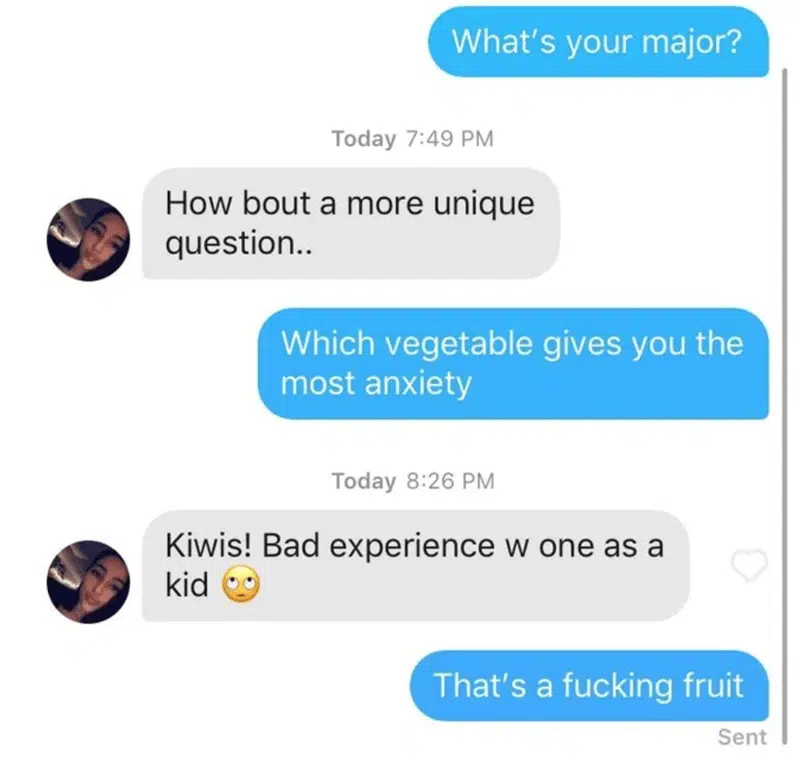 What's your major?
Today 7:49 PM
How bout a more unique
question..
Which vegetable gives you the
most anxiety
Today 8:26 PM
Kiwis! Bad experience w one as a
kid 🙄
That's a fucking fruit
Sent